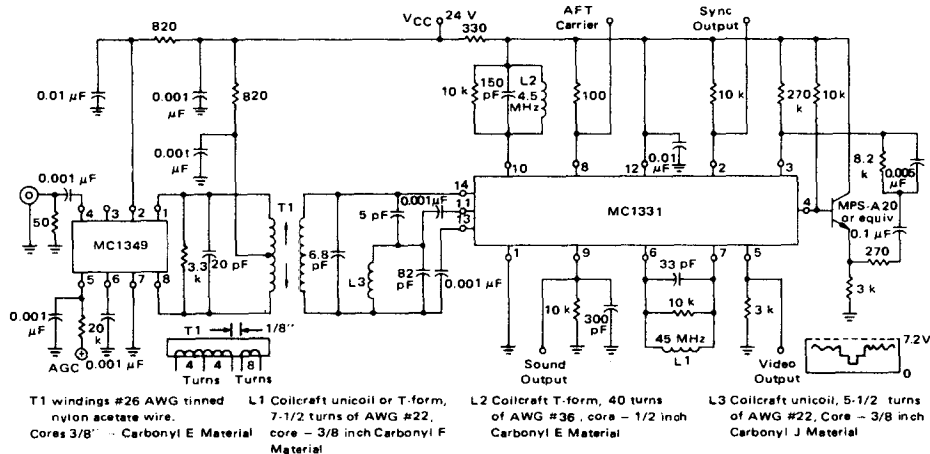 VCC 24 V
AFT
Carrier
Sync
Output
820
330
0.01 µF
0.001
µF
820
10 k
150
pF
L2
4.5
MHz
100
10 k
270
k
10 k
0.001
µF
0.01
µF
8.2
k
0.005
µF
0.001 µF
10
8
12
2
3
T1
14
11
13
0.001µF
MC1331
4
MPS-A20
or equiv
0.1 µF
50
4
3
2
1
MC1349
5
6
7
8
3.3
k
20 pF
6.8
pF
5 pF
L3
82
pF
0.001 µF
1
9
6
7
5
270
3 k
0.001
µF
20
k
AGC
0.001 µF
T1
1/8"
4
4
8
Turns
Turns
10 k
300
pF
33 pF
10 k
45 MHz
L1
3 k
Sound
Output
Video
Output
7.2V
0
T1 windings #26 AWG tinned
nylon acetate wire.
Cores 3/8" - Carbonyl E Material
L1 Coilcraft unicoil or T-form,
7-1/2 turns of AWG #22,
core – 3/8 inch Carbonyl F
Material
L2 Coilcraft T-form, 40 turns
of AWG #36, cora – 1/2 inch
Carbonyl E Material
L3 Coilcraft unicoil, 5-1/2 turns
of AWG #22, Core – 3/8 inch
Carbonyl J Material